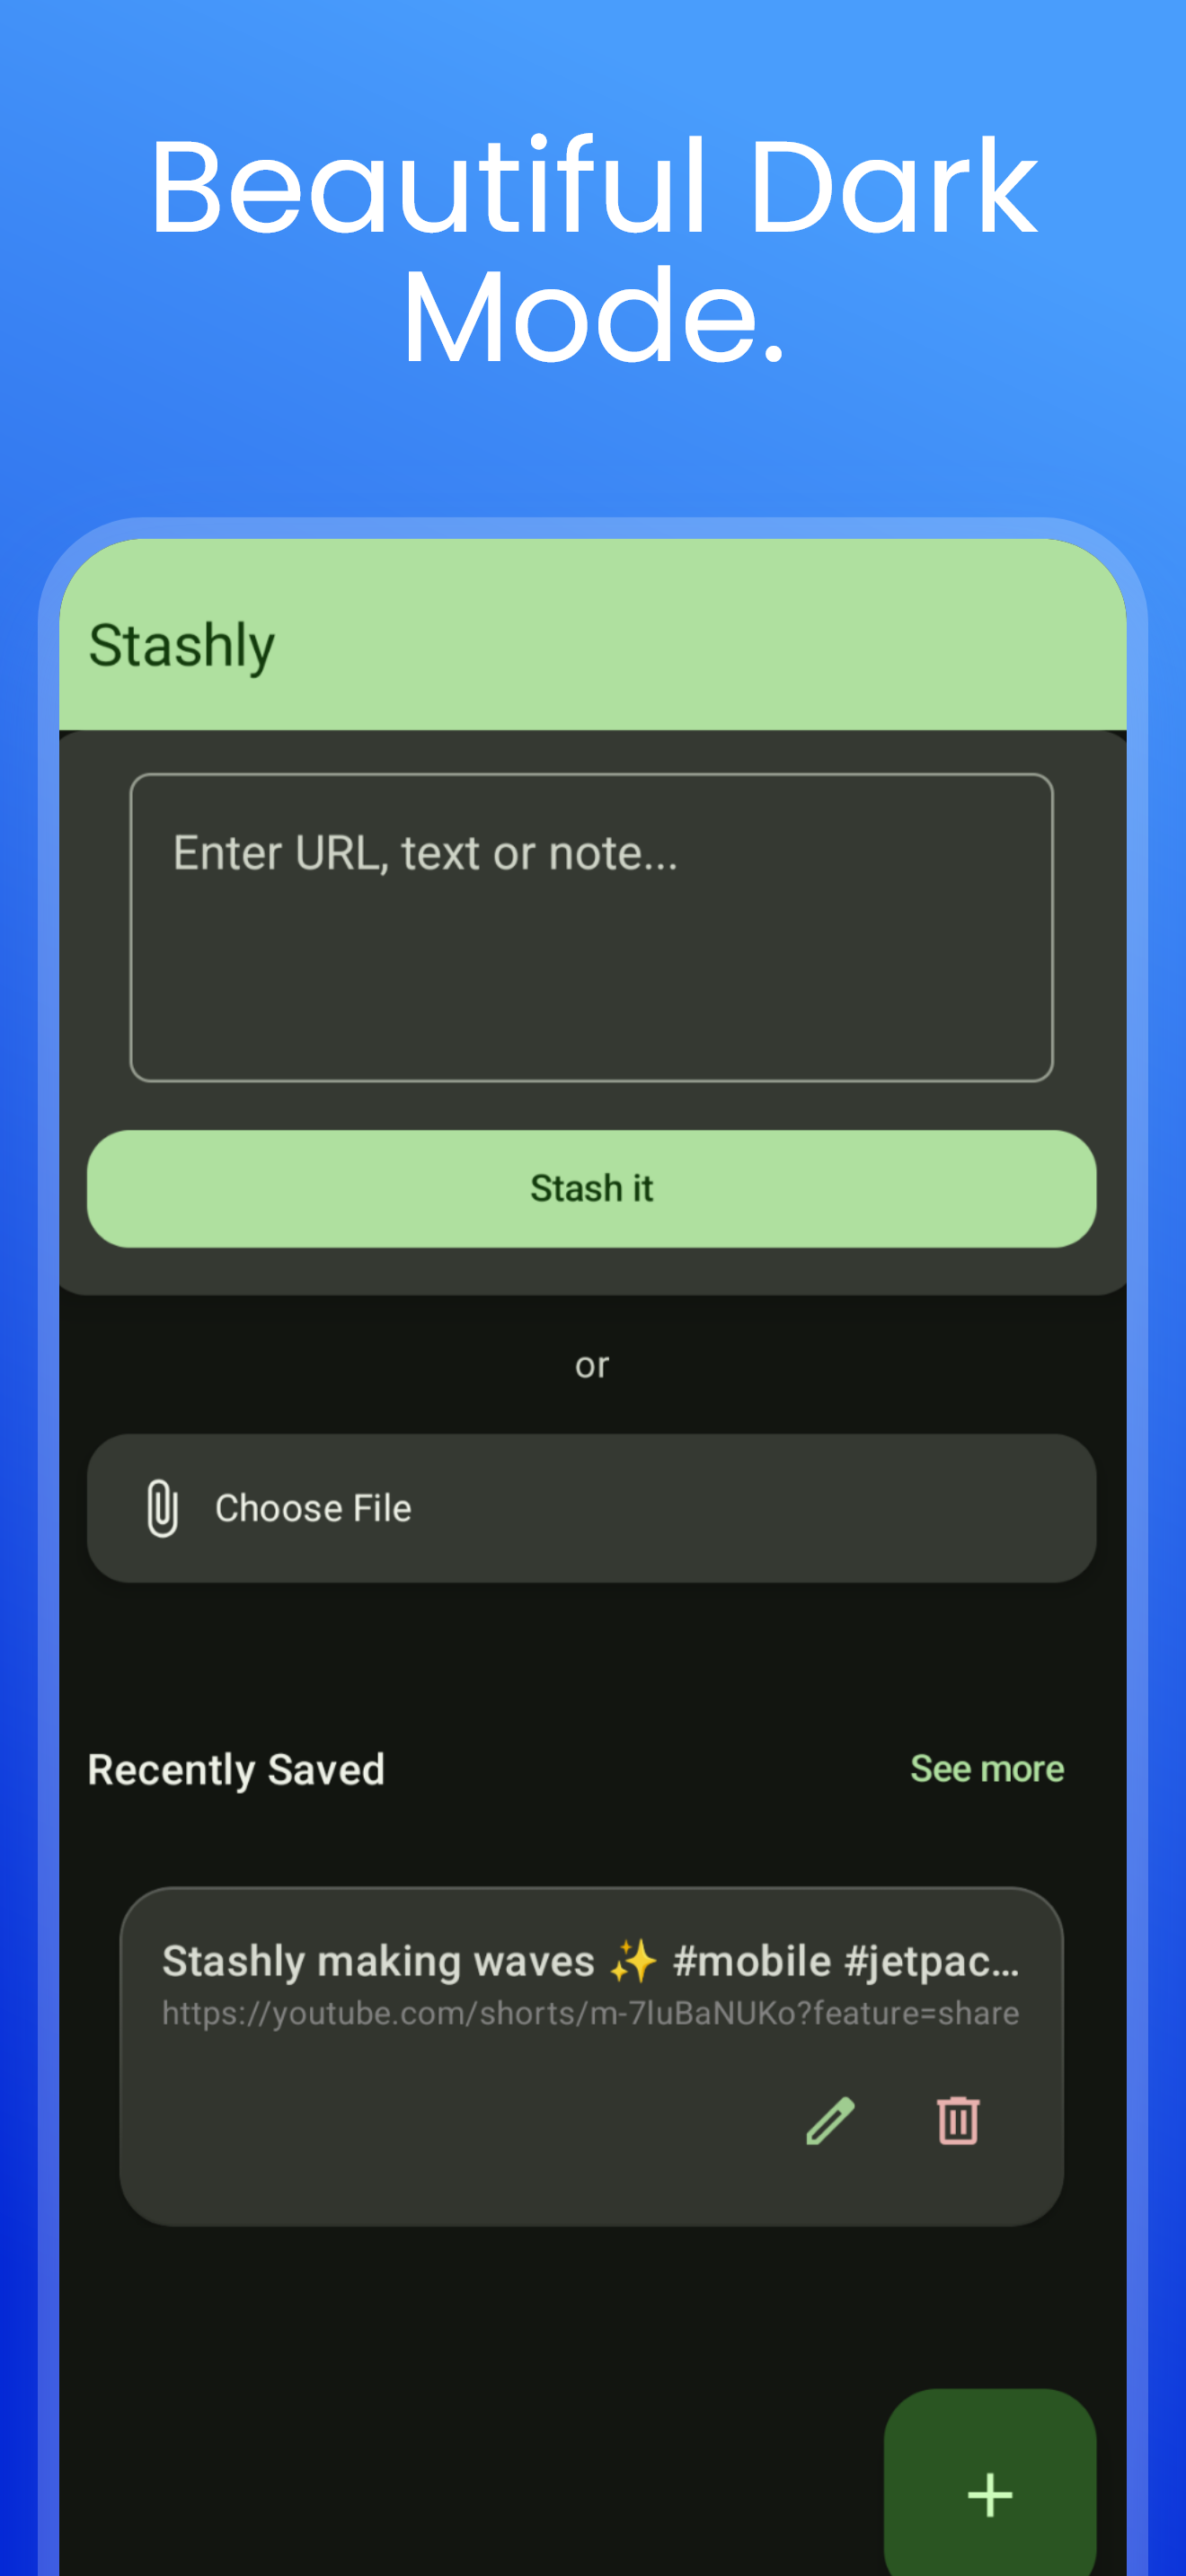 Beautiful Dark
Mode.
Stashly
Enter URL, text or note...
Stash it
or
Choose File
Recently Saved
See more
Stashly making waves ✨ #mobile #jetpac...
https://youtube.com/shorts/m-7luBaNUKo?feature=share
+